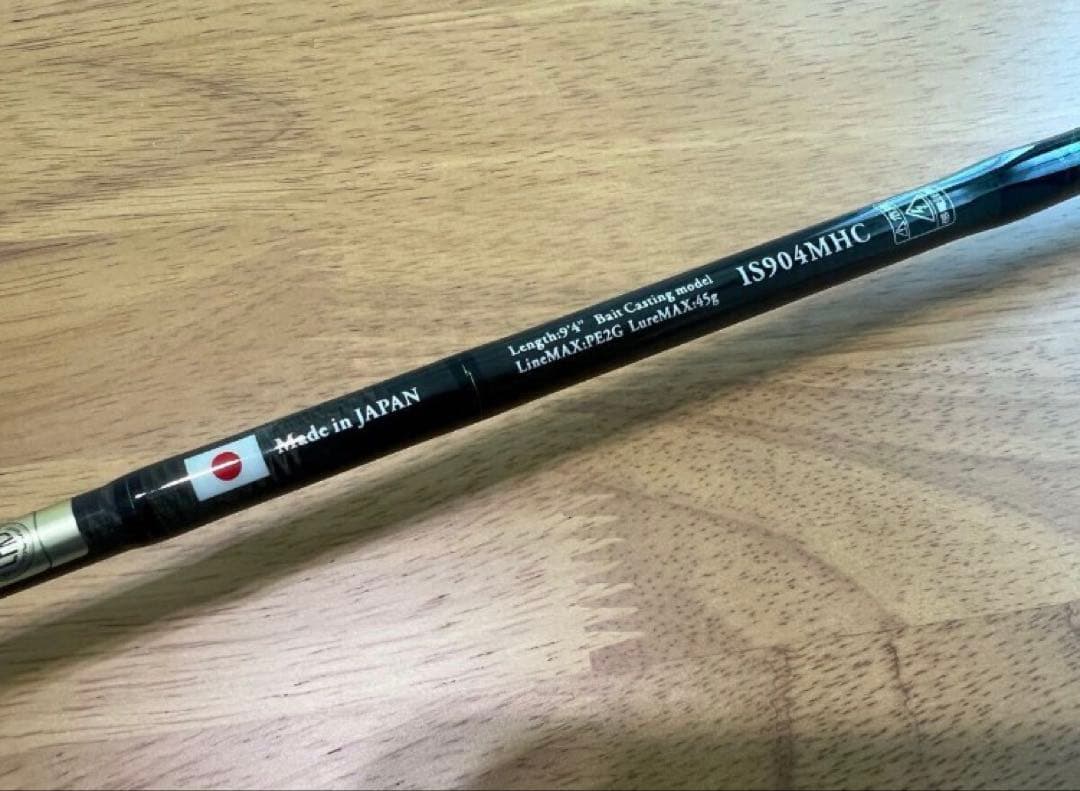 Made in JAPAN
Length:9'4" Bait Casting model
LineMAX:PE2G LureMAX:45g
IS904MHC